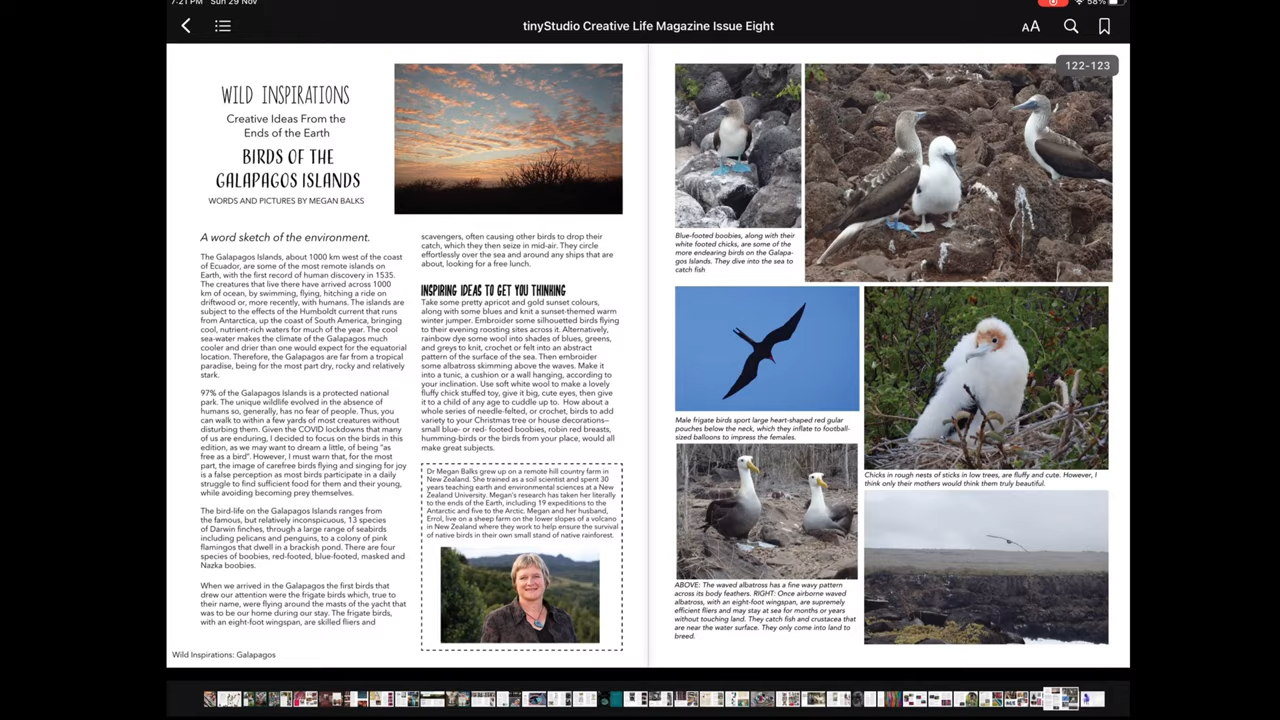 7:21 PM Sun 29 Nov
58%
tinyStudio Creative Life Magazine Issue Eight
AA
122-123
WILD INSPIRATIONS
Creative Ideas From the
Ends of the Earth
BIRDS OF THE
GALAPAGOS ISLANDS
WORDS AND PICTURES BY MEGAN BALKS
A word sketch of the environment.
The Galapagos Islands, about 1000 km west of the coast
of Ecuador, are some of the most remote islands on
Earth, with the first record of human discovery in 1535.
The creatures that live there have arrived across 1000
km of ocean, by swimming, flying, hitching a ride on
driftwood or, more recently, with humans. The islands are
subject to the effects of the Humboldt current that runs
from Antarctica, up the coast of South America, bringing
cool, nutrient-rich waters for much of the year. The cool
sea-water makes the climate of the Galapagos much
cooler and drier than one would expect for the equatorial
location. Therefore, the Galapagos are far from a tropical
paradise, being for the most part dry, rocky and relatively
stark.
97% of the Galapagos Islands is a protected national
park. The unique wildlife evolved in the absence of
humans so, generally, has no fear of people. Thus, you
can walk to within a few yards of most creatures without
disturbing them. Given the COVID lockdowns that many
of us are enduring, I decided to focus on the birds in this
edition, as we may want to dream a little, of being "as
free as a bird". However, I must warn that, for the most
part, the image of carefree birds flying and singing for joy
is a false perception as most birds participate in a daily
struggle to find sufficient food for them and their young,
while avoiding becoming prey themselves.
The bird-life on the Galapagos Islands ranges from
the famous, but relatively inconspicuous, 13 species
of Darwin finches, through a large range of seabirds
including pelicans and penguins, to a colony of pink
flamingos that dwell in a brackish pond. There are four
species of boobies, red-footed, blue-footed, masked and
Nazka boobies.
When we arrived in the Galapagos the first birds that
drew our attention were the frigate birds which, true to
their name, were flying around the masts of the yacht that
was to be our home during our stay. The frigate birds,
with an eight-foot wingspan, are skilled fliers and
scavengers, often causing other birds to drop their
catch, which they then seize in mid-air. They circle
effortlessly over the sea and around any ships that are
about, looking for a free lunch.
INSPIRING IDEAS TO GET YOU THINKING
Take some pretty apricot and gold sunset colours,
along with some blues and knit a sunset-themed warm
winter jumper. Embroider some silhouetted birds flying
to their evening roosting sites across it. Alternatively,
rainbow dye some wool into shades of blues, greens,
and greys to knit, crochet or felt into an abstract
pattern of the surface of the sea. Then embroider
some albatross skimming above the waves. Make it
into a tunic, a cushion or a wall hanging, according to
your inclination. Use soft white wool to make a lovely
fluffy chick stuffed toy, give it big, cute eyes, then give
it to a child of any age to cuddle up to. How about a
whole series of needle-felted, or crochet, birds to add
variety to your Christmas tree or house decorations–
small blue- or red- footed boobies, robin red breasts,
humming-birds or the birds from your place, would all
make great subjects.
Dr Megan Balks grew up on a remote hill country farm in
New Zealand. She trained as a soil scientist and spent 30
years teaching earth and environmental sciences at a New
Zealand University. Megan's research has taken her literally
to the ends of the Earth, including 19 expeditions to the
Antarctic and five to the Arctic. Megan and her husband,
Errol, live on a sheep farm on the lower slopes of a volcano
in New Zealand where they work to help ensure the survival
of native birds in their own small stand of native rainforest.
Wild Inspirations: Galapagos
Blue-footed boobies, along with their
white footed chicks, are some of the
more endearing birds on the Galapa-
gos Islands. They dive into the sea to
catch fish
Male frigate birds sport large heart-shaped red gular
pouches below the neck, which they inflate to football-
sized balloons to impress the females.
Chicks in rough nests of sticks in low trees, are fluffy and cute. However, I
think only their mothers would think them truly beautiful.
ABOVE: The waved albatross has a fine wavy pattern
across its body feathers. RIGHT: Once airborne waved
albatross, with an eight-foot wingspan, are supremely
efficient fliers and may stay at sea for months or years
without touching land. They catch fish and crustacea that
are near the water surface. They only come into land to
breed.